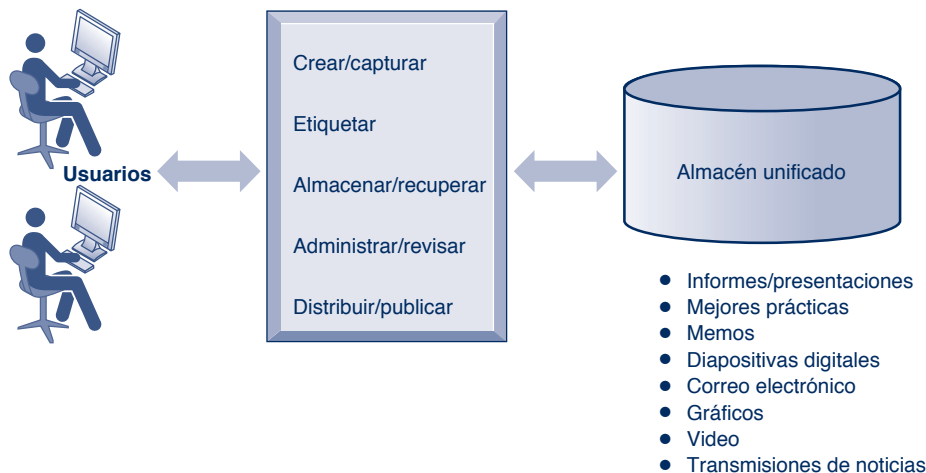 Usuarios
Crear/capturar
Etiquetar
Almacenar/recuperar
Administrar/revisar
Distribuir/publicar
Almacén unificado
● Informes/presentaciones
● Mejores prácticas
● Memos
● Diapositivas digitales
● Correo electrónico
● Gráficos
● Video
● Transmisiones de noticias